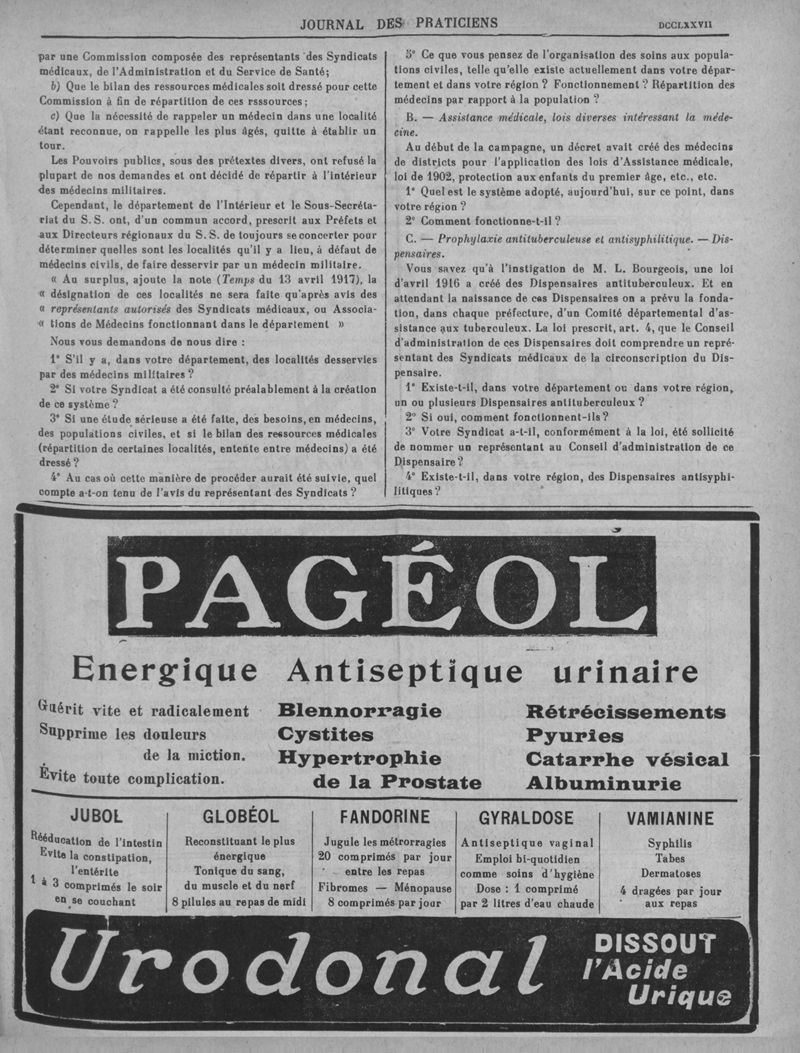 JOURNAL DES PRATICIENS
DCCLXXVII
par une Commission composée des représentants des Syndicats
médicaux, de l'Administration et du Service de Santé;
b) Que le bilan des ressources médicales soit dressé pour cette
Commission à fin de répartition de ces rsssources;
c) Que la nécessité de rappeler un médecin dans une localité
étant reconnue, on rappelle les plus âgés, quitte à établir un
tour.
Les Pouvoirs publics, sous des prétextes divers, ont refusé la
plupart de nos demandes et ont décidé de répartir à l'intérieur
des médecins militaires.
Cependant, le département de l'Intérieur et le Sous-Secréta-
riat du S. S. ont, d'un commun accord, prescrit aux Préfets et
aux Directeurs régionaux du S. S. de toujours se concerter pour
déterminer quelles sont les localités qu'il y a lieu, à défaut de
médecins civils, de faire desservir par un médecin militaire.
« Au surplus, ajoute la note (Temps du 13 avril 1917), la
« désignation de ces localités ne sera faite qu'après avis des
« représentants autorisés des Syndicats médicaux, ou Associa-
« tions de Médecins fonctionnant dans le département »
Nous vous demandons de nous dire :
1° S'il y a, dans votre département, des localités desservies
par des médecins militaires ?
2° Si votre Syndicat a été consulté préalablement à la création
de ce système ?
3° Si une étude sérieuse a été faite, des besoins, en médecins,
des populations civiles, et si le bilan des ressources médicales
(répartition de certaines localités, entente entre médecins) a été
dressé ?
4° Au cas où cette manière de procéder aurait été suivie, quel
compte a-t-on tenu de l'avis du représentant des Syndicats ?
5° Ce que vous pensez de l'organisation des soins aux popula-
tions civiles, telle qu'elle existe actuellement dans votre dépar-
tement et dans votre région ? Fonctionnement ? Répartition des
médecins par rapport à la population ?
B. — Assistance médicale, lois diverses intéressant la méde-
cine.
Au début de la campagne, un décret avait créé des médecins
de districts pour l'application des lois d'Assistance médicale,
loi de 1902, protection aux enfants du premier âge, etc., etc.
1° Quel est le système adopté, aujourd'hui, sur ce point, dans
votre région ?
2° Comment fonctionne-t-il ?
C. — Prophylaxie antituberculeuse et antisyphilitique. — Dis-
pensaires.
Vous savez qu'à l'instigation de M. L. Bourgeois, une loi
d'avril 1916 a créé des Dispensaires antituberculeux. Et en
attendant la naissance de ces Dispensaires on a prévu la fonda-
tion, dans chaque préfecture, d'un Comité départemental d'as-
sistance aux tuberculeux. La loi prescrit, art. 4, que le Conseil
d'administration de ces Dispensaires doit comprendre un repré-
sentant des Syndicats médicaux de la circonscription du Dis-
pensaire.
1° Existe-t-il, dans votre département ou dans votre région,
un ou plusieurs Dispensaires antituberculeux ?
2° Si oui, comment fonctionnent-ils ?
3° Votre Syndicat a-t-il, conformément à la loi, été sollicité
de nommer un représentant au Conseil d'administration de ce
Dispensaire ?
4° Existe-t-il, dans votre région, des Dispensaires antisyphi-
litiques ?
PAGÉOL
Energique Antiseptique urinaire
Guérit vite et radicalement
Supprime les douleurs
de la miction.
Évite toute complication.
Blennorragie
Cystites
Hypertrophie
de la Prostate
Rétrécissements
Pyuries
Catarrhe vésical
Albuminurie
JUBOL
Rééducation de l'intestin
Evite la constipation,
l'entérite
1 à 3 comprimés le soir
en se couchant
GLOBÉOL
Reconstituant le plus
énergique
Tonique du sang,
du muscle et du nerf
8 pilules au repas de midi
FANDORINE
Jugule les métrorragies
20 comprimés par jour
entre les repas
Fibromes — Ménopause
8 comprimés par jour
GYRALDOSE
Antiseptique vaginal
Emploi bi-quotidien
comme soins d'hygiène
Dose : 1 comprimé
par 2 litres d'eau chaude
VAMIANINE
Syphilis
Tabes
Dermatoses
4 dragées par jour
aux repas
Urodonal
DISSOUT
l'Acide
Urique